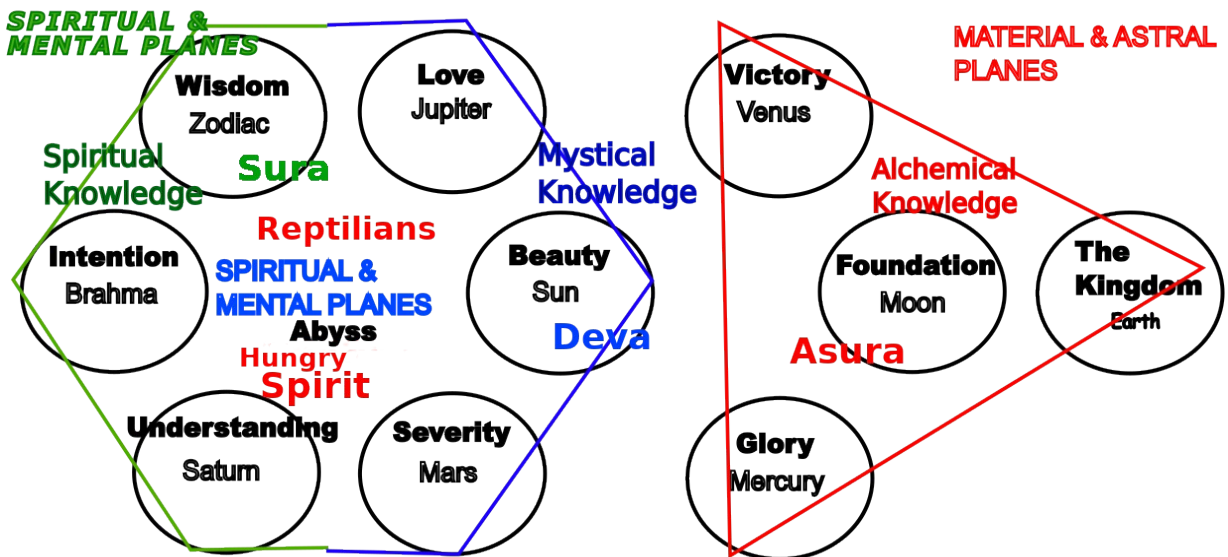 SPIRITUAL &
MENTAL PLANES
Wisdom
Zodiac
Love
Jupiter
Victory
Venus
MATERIAL & ASTRAL
PLANES
Spiritual
Knowledge
Sura
Mystical
Knowledge
Alchemical
Knowledge
Reptilians
Intention
Brahma
SPIRITUAL &
MENTAL PLANES
Abyss
Hungry
Spirit
Beauty
Sun
Deva
Foundation
Moon
Asura
The
Kingdom
Earth
Understanding
Saturn
Severity
Mars
Glory
Mercury